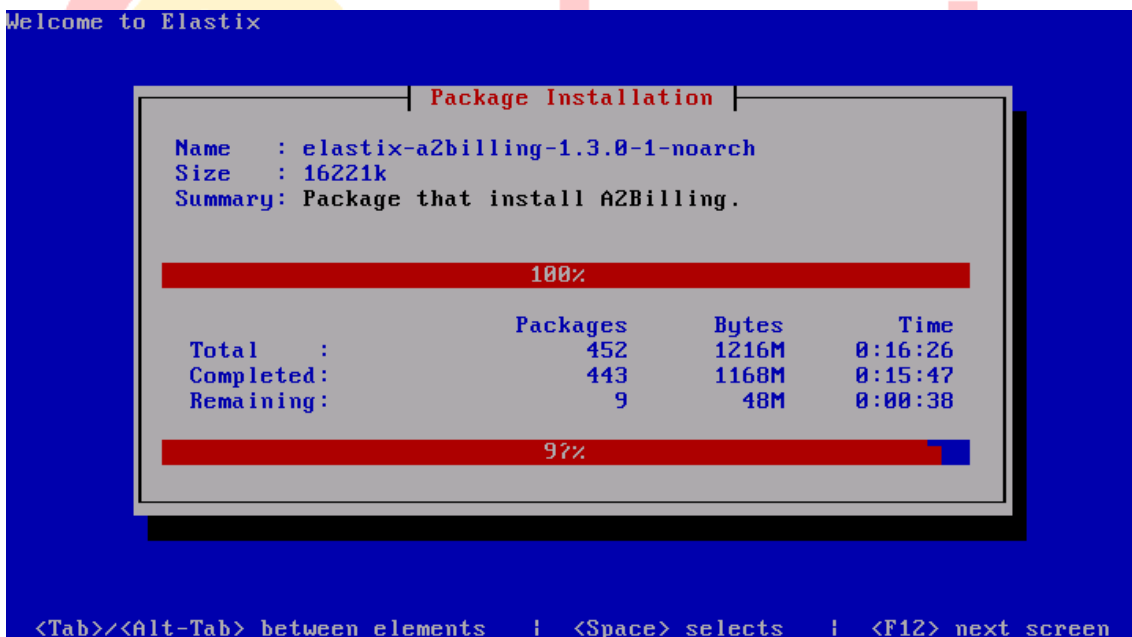 Welcome to Elastix
Package Installation
Name : elastix-a2billing-1.3.0-1-noarch
Size : 16221k
Summary: Package that install A2Billing.
100%
Packages Bytes Time
Total : 452 1216M 0:16:26
Completed: 443 1168M 0:15:47
Remaining: 9 48M 0:00:38
<Tab>/<Alt-Tab> between elements | <Space> selects | <F12> next screen